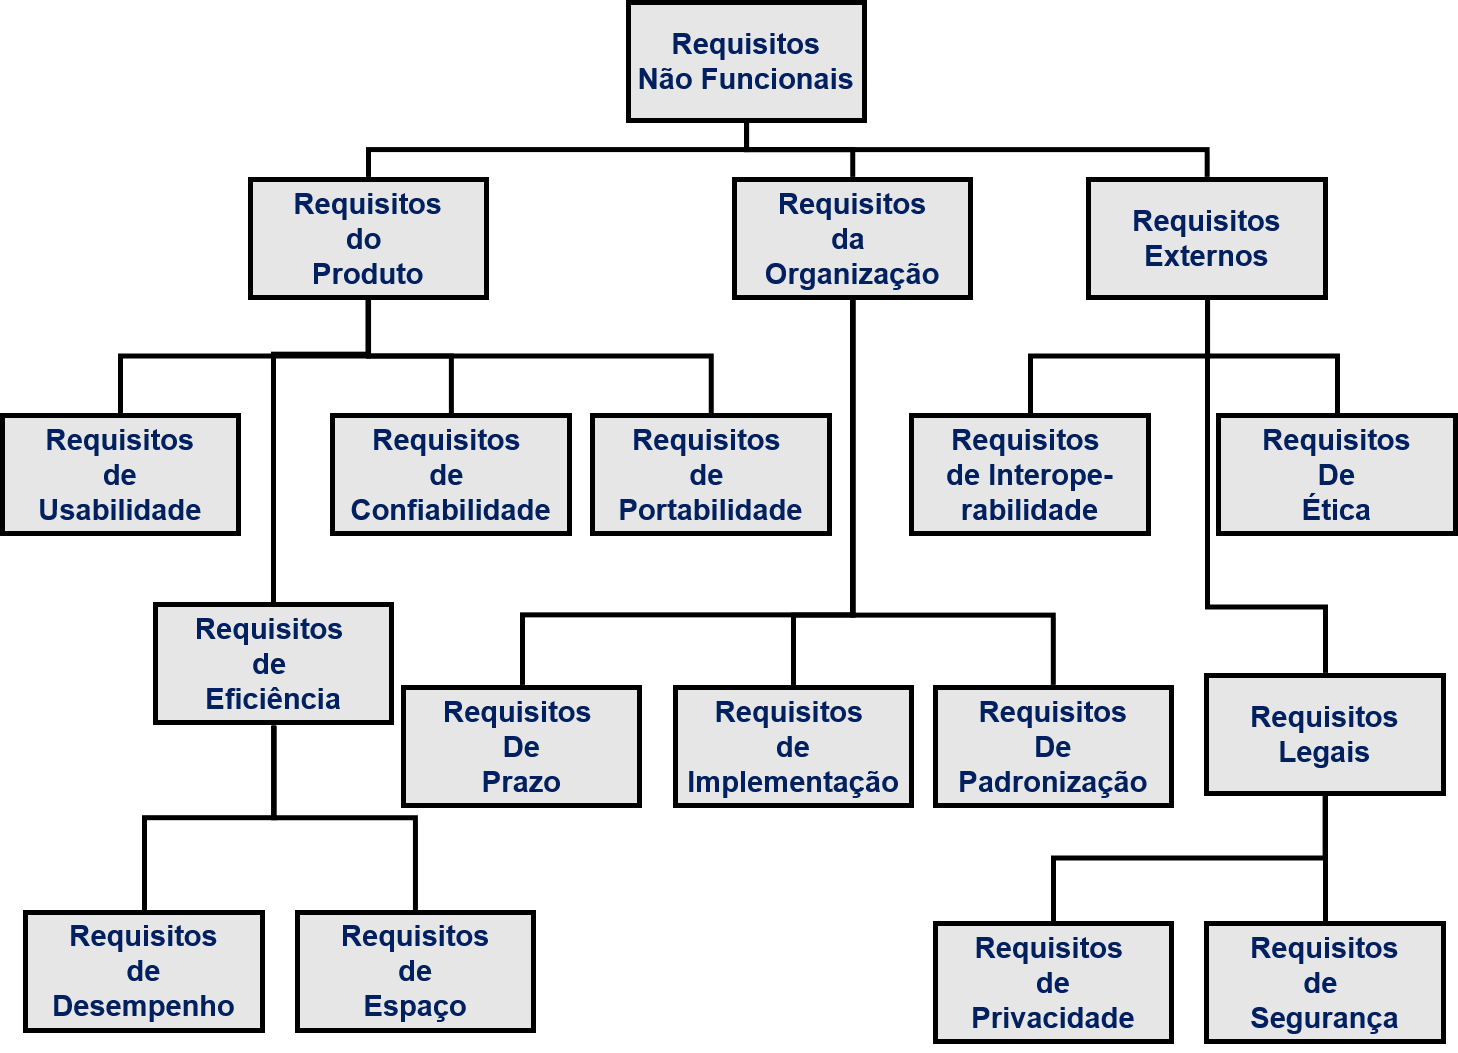 Requisitos
Não Funcionais
Requisitos
do
Produto
Requisitos
da
Organização
Requisitos
Externos
Requisitos
de
Usabilidade
Requisitos
de
Confiabilidade
Requisitos
de
Portabilidade
Requisitos
de Interope-
rabilidade
Requisitos
De
Ética
Requisitos
de
Eficiência
Requisitos
De
Prazo
Requisitos
de
Implementação
Requisitos
De
Padronização
Requisitos
Legais
Requisitos
de
Desempenho
Requisitos
de
Espaço
Requisitos
de
Privacidade
Requisitos
de
Segurança